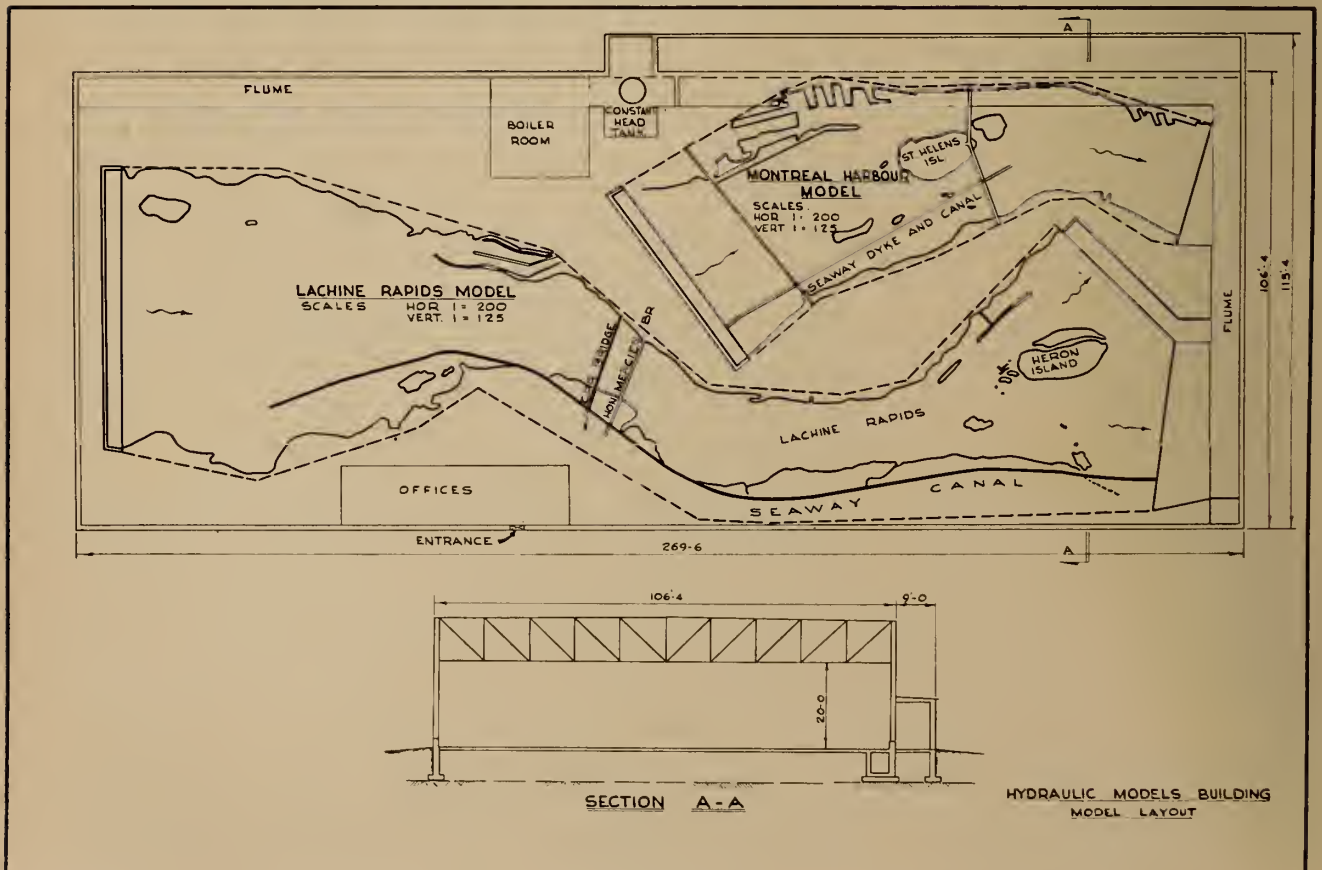 A
FLUME
CONSTANT
HEAD
TANK
BOILER
ROOM
ST HELENS
ISL
MONTREAL HARBOUR
MODEL
SCALES
HOR 1 = 200
VERT 1 = 125
SEAWAY DYKE AND CANAL
106'-4
115'-4
FLUME
LACHINE RAPIDS MODEL
SCALES HOR 1 = 200
VERT. 1 = 125
BRIDGE
HON. MERCIER BR
HERON
ISLAND
LACHINE RAPIDS
OFFICES
SEAWAY CANAL
ENTRANCE
269-6
A
106'-4
9'-0
20-0
SECTION A-A
HYDRAULIC MODELS BUILDING
MODEL LAYOUT